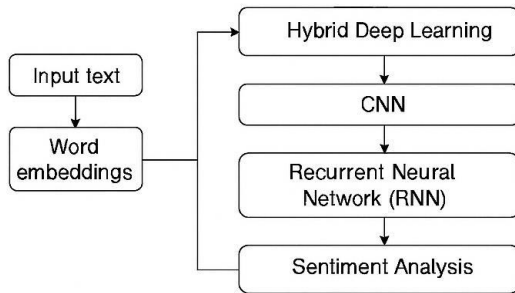 Input text
Word
embeddings
Hybrid Deep Learning
CNN
Recurrent Neural
Network (RNN)
Sentiment Analysis